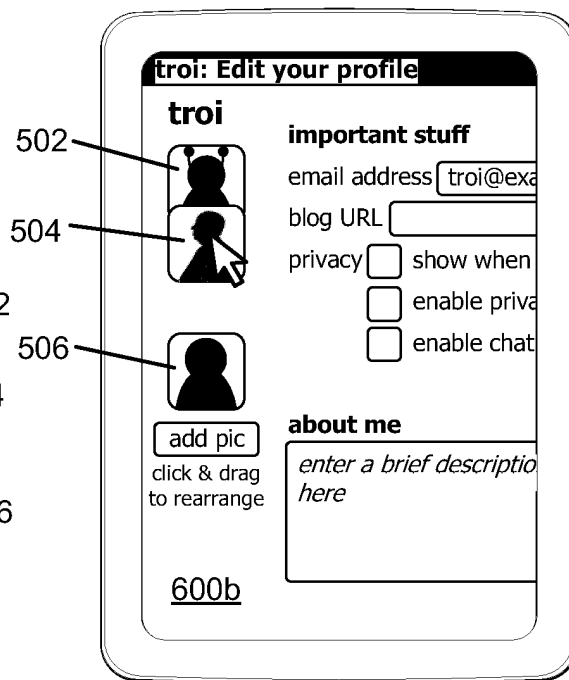 troi: Edit your profile
troi
502
504
2
506
4
6
important stuff
email address troi@exa
blog URL
privacy show when
enable priva
enable chat
add pic
click & drag
to rearrange
about me
enter a brief descriptio
here
600b